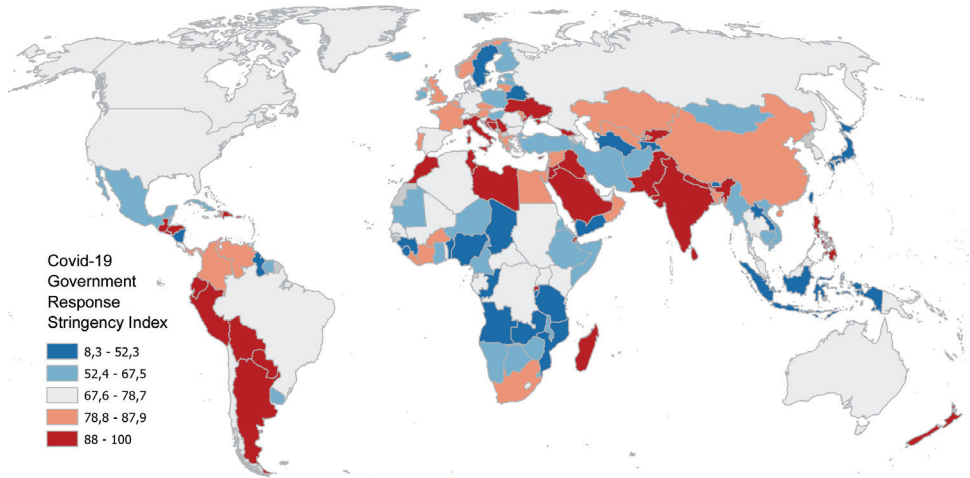 Covid-19
Government
Response
Stringency Index
8,3 - 52,3
52,4 - 67,5
67,6 - 78,7
78,8 - 87,9
88 - 100